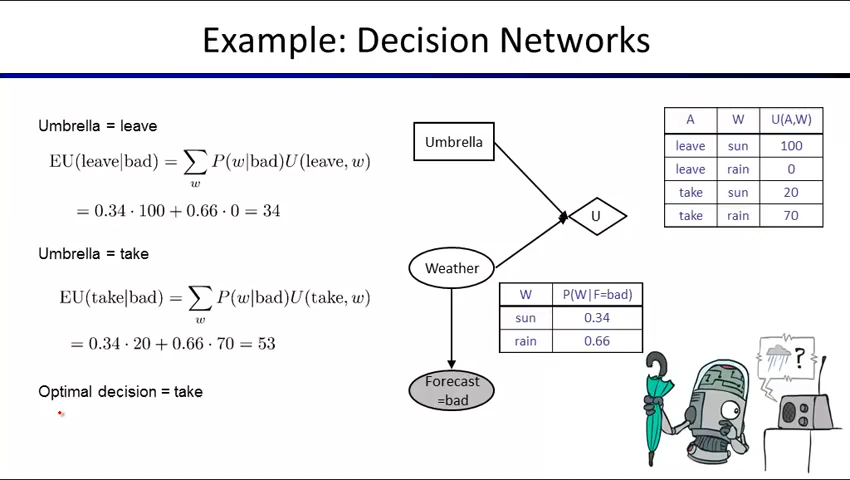 Example: Decision Networks
Umbrella = leave
EU(leave|bad) = ∑ P(w|bad)U(leave, w)
w
= 0.34 · 100 + 0.66 · 0 = 34
Umbrella = take
EU(take|bad) = ∑ P(w|bad)U(take, w)
w
= 0.34 · 20 + 0.66 · 70 = 53
Optimal decision = take
Umbrella
U
Weather
Forecast
=bad
A W U(A,W)
leave sun 100
leave rain 0
take sun 20
take rain 70
W P(W|F=bad)
sun 0.34
rain 0.66
?